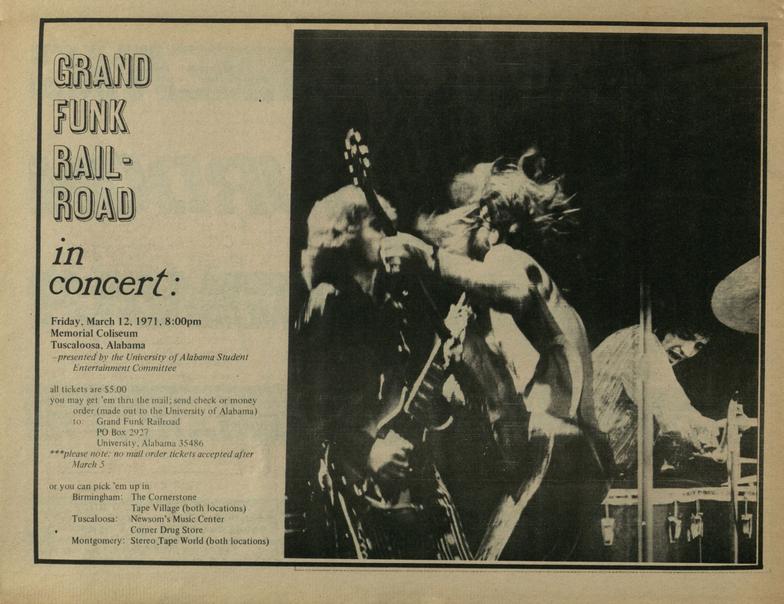 GRAND
FUNK
RAIL-
ROAD
in
concert:
Friday, March 12, 1971, 8:00pm
Memorial Coliseum
Tuscaloosa, Alabama
—presented by the University of Alabama Student
Entertainment Committee
all tickets are $5.00
you may get 'em thru the mail; send check or money
order (made out to the University of Alabama)
to: Grand Funk Railroad
PO Box 2927
University, Alabama 35486
***please note: no mail order tickets accepted after
March 5
or you can pick 'em up in
Birmingham: The Cornerstone
Tape Village (both locations)
Tuscaloosa: Newsom's Music Center
Corner Drug Store
Montgomery: Stereo Tape World (both locations)